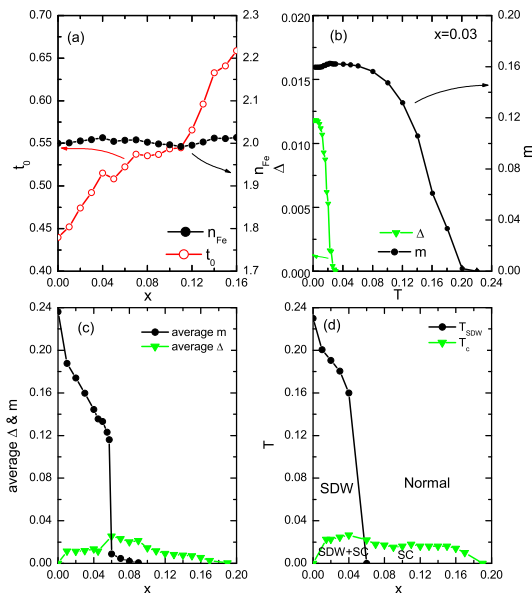 (a)
0.70
0.65
0.60
0.55
0.50
0.45
0.40
t0
2.3
2.2
2.1
2.0
1.9
1.8
1.7
nFe
nFe
t0
0.00 0.04 0.08 0.12 0.16
x
(b)
x=0.03
0.015
0.010
0.005
0.000
Δ
0.20
0.16
0.12
0.08
0.04
0.00
m
Δ
m
0.00 0.04 0.08 0.12 0.16 0.20 0.24
T
(c)
average m
average Δ
0.24
0.20
0.16
0.12
0.08
0.04
0.00
average Δ & m
0.00 0.04 0.08 0.12 0.16 0.20
x
(d)
TSDW
Tc
0.24
0.20
0.16
0.12
0.08
0.04
0.00
T
SDW
Normal
SDW+SC
SC
0.00 0.04 0.08 0.12 0.16 0.20
x